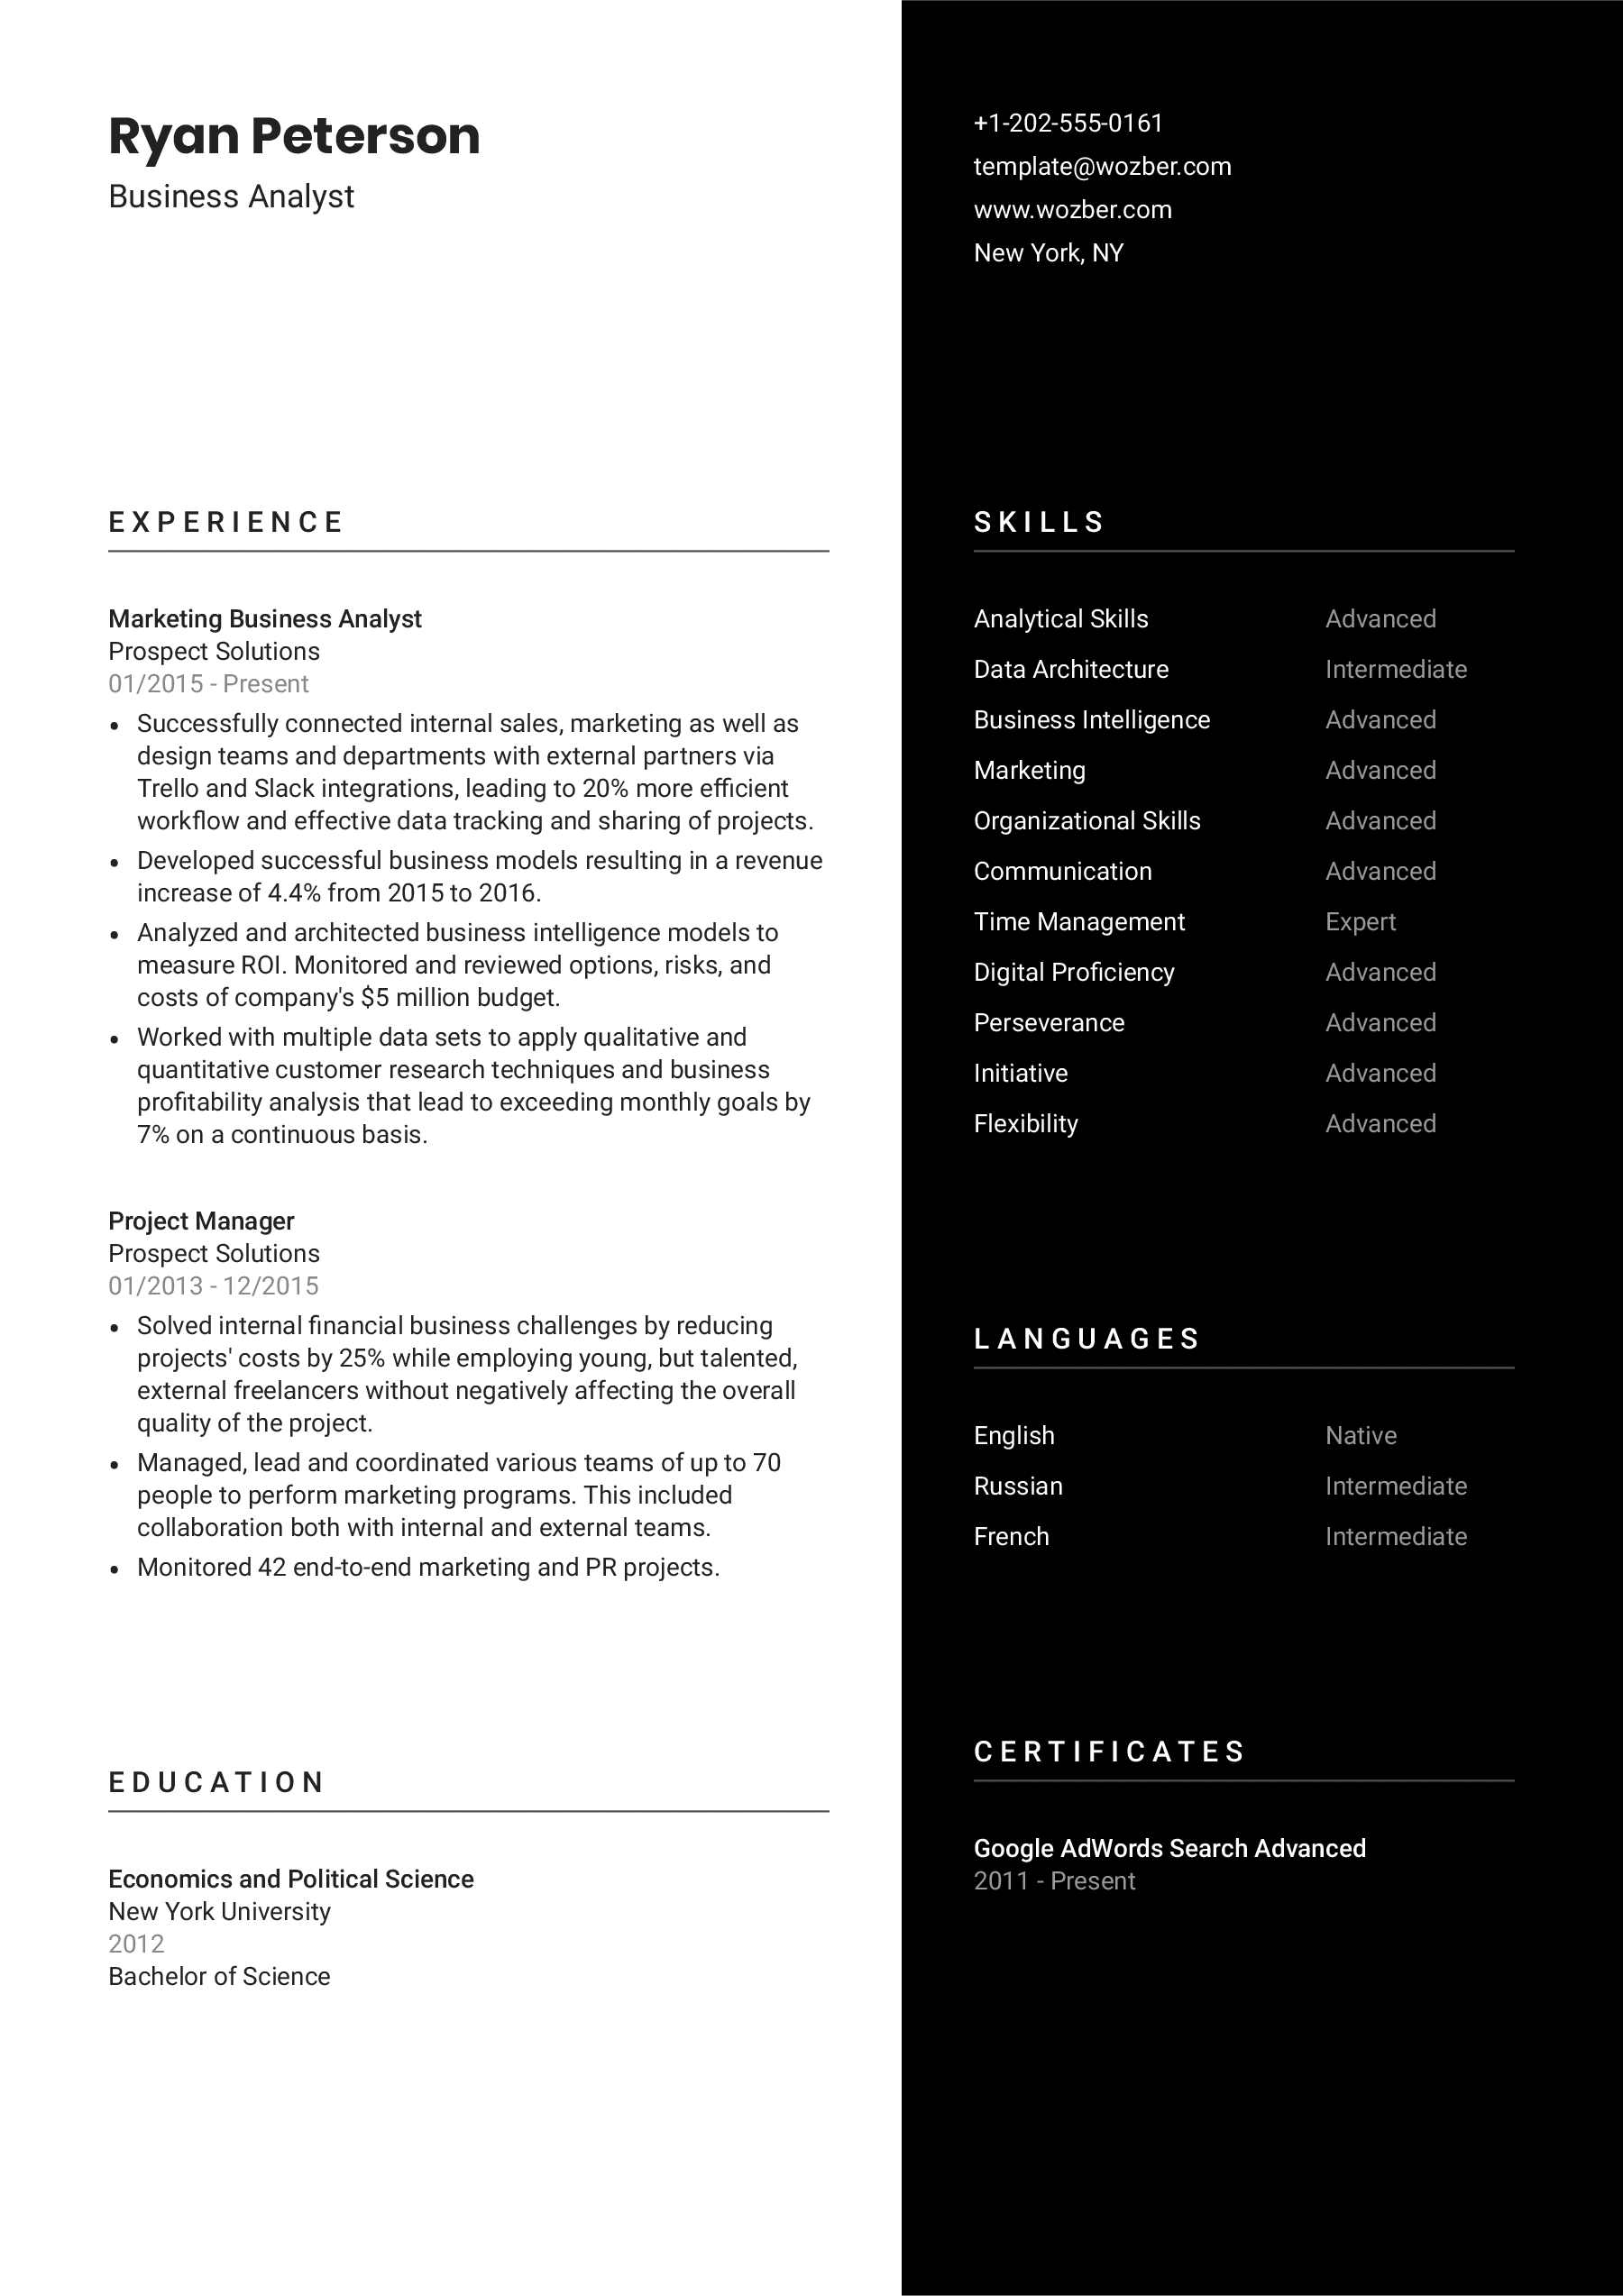 Ryan Peterson
Business Analyst
EXPERIENCE
Marketing Business Analyst
Prospect Solutions
01/2015 - Present
• Successfully connected internal sales, marketing as well as
design teams and departments with external partners via
Trello and Slack integrations, leading to 20% more efficient
workflow and effective data tracking and sharing of projects.
• Developed successful business models resulting in a revenue
increase of 4.4% from 2015 to 2016.
• Analyzed and architected business intelligence models to
measure ROI. Monitored and reviewed options, risks, and
costs of company's $5 million budget.
• Worked with multiple data sets to apply qualitative and
quantitative customer research techniques and business
profitability analysis that lead to exceeding monthly goals by
7% on a continuous basis.
Project Manager
Prospect Solutions
01/2013 - 12/2015
• Solved internal financial business challenges by reducing
projects' costs by 25% while employing young, but talented,
external freelancers without negatively affecting the overall
quality of the project.
• Managed, lead and coordinated various teams of up to 70
people to perform marketing programs. This included
collaboration both with internal and external teams.
• Monitored 42 end-to-end marketing and PR projects.
EDUCATION
Economics and Political Science
New York University
2012
Bachelor of Science
+1-202-555-0161
template@wozber.com
www.wozber.com
New York, NY
SKILLS
Analytical Skills Advanced
Data Architecture Intermediate
Business Intelligence Advanced
Marketing Advanced
Organizational Skills Advanced
Communication Advanced
Time Management Expert
Digital Proficiency Advanced
Perseverance Advanced
Initiative Advanced
Flexibility Advanced
LANGUAGES
English Native
Russian Intermediate
French Intermediate
CERTIFICATES
Google AdWords Search Advanced
2011 - Present